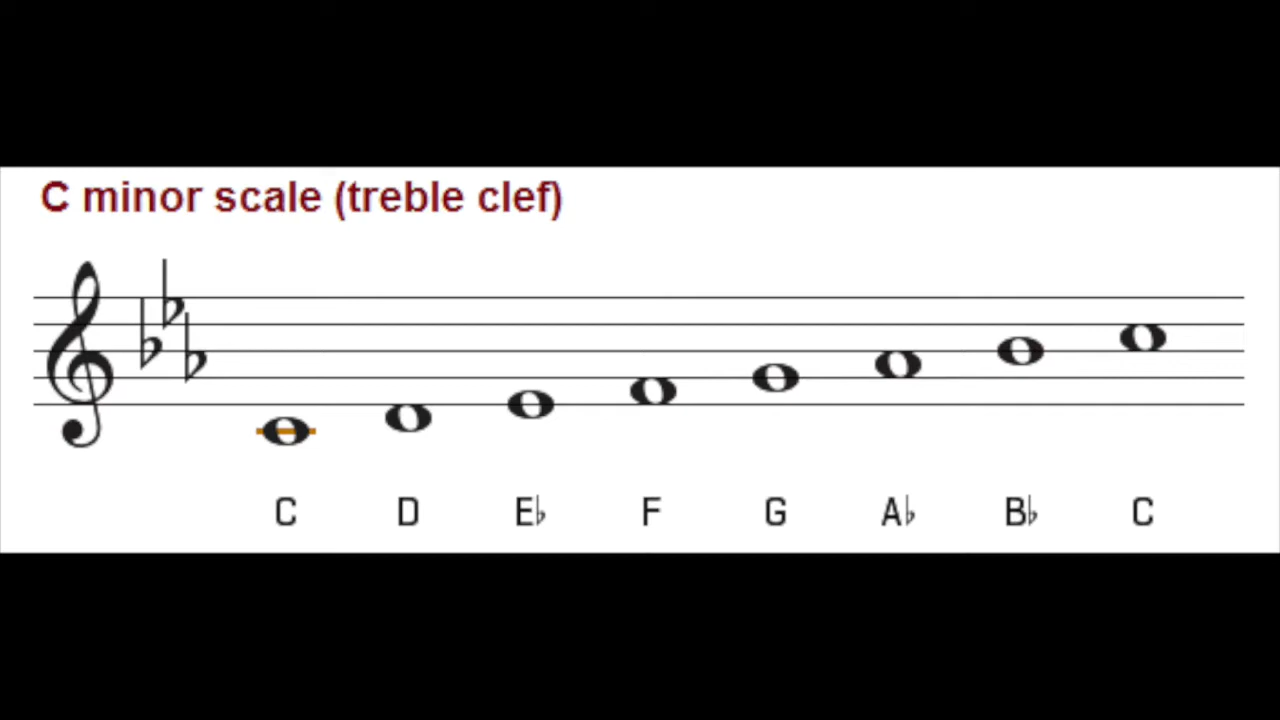 C minor scale (treble clef)
C D E♭ F G A♭ B♭ C